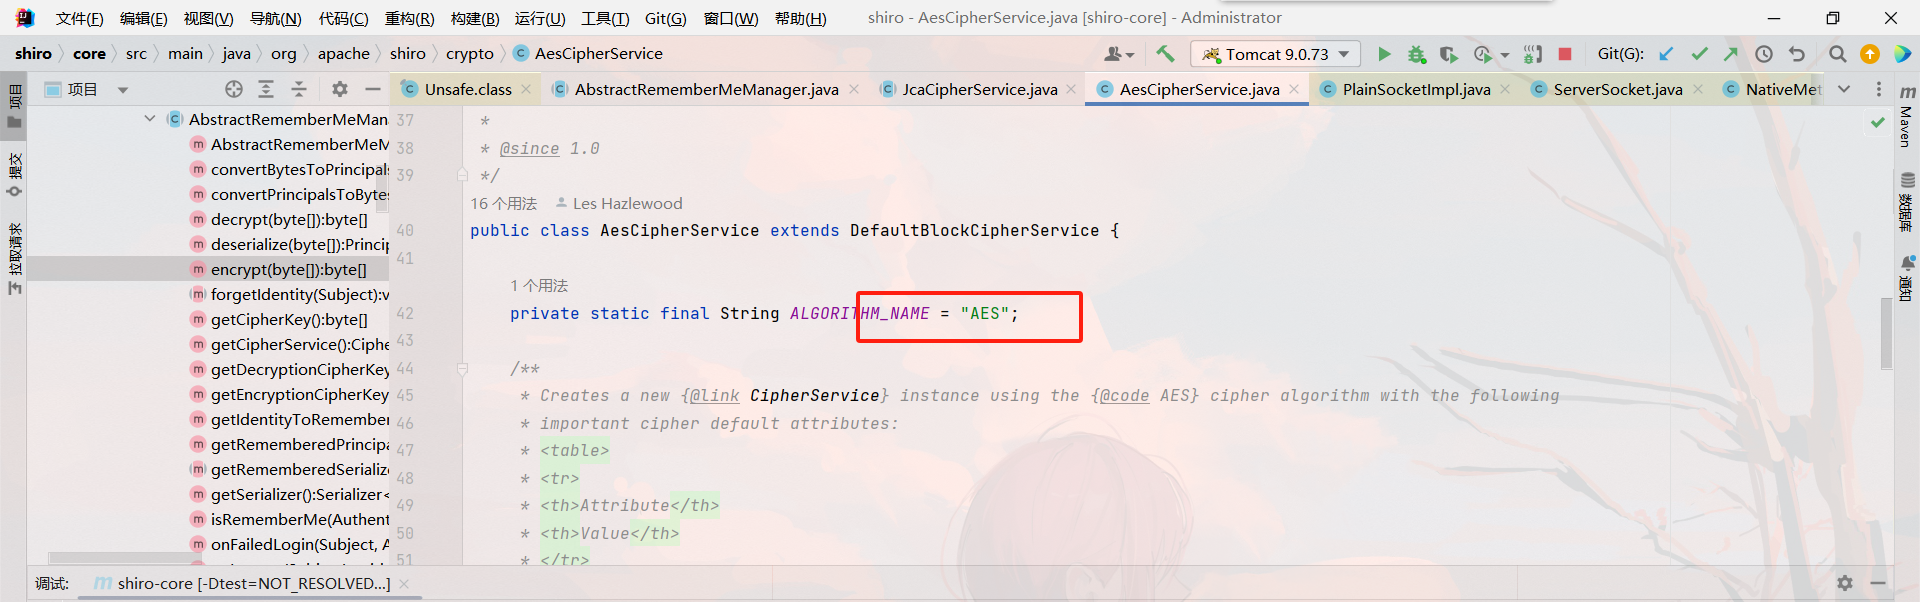 文件(F) 编辑(E) 视图(V) 导航(N) 代码(C) 重构(R) 构建(B) 运行(U) 工具(T) Git(G) 窗口(W) 帮助(H) shiro - AesCipherService.java [shiro-core] - Administrator
shiro core src main java org apache shiro crypto AesCipherService Tomcat 9.0.73 Git(G):
项目 Unsafe.class AbstractRememberMeManager.java JcaCipherService.java AesCipherService.java PlainSocketImpl.java ServerSocket.java NativeMet
项目
提交
拉取请求
AbstractRememberMeMana
AbstractRememberMeM
convertBytesToPrincipals
convertPrincipalsToBytes
decrypt(byte[]):byte[]
deserialize(byte[]):Princip
encrypt(byte[]):byte[]
forgetIdentity(Subject):v
getCipherKey():byte[]
getCipherService():Ciphe
getDecryptionCipherKey
getEncryptionCipherKey
getIdentityToRemember
getRememberedPrincipa
getRememberedSerialize
getSerializer():Serializer<
isRememberMe(Authent
onFailedLogin(Subject, A
37 *
38 * @since 1.0
39 */
16 个用法 Les Hazlewood
40 public class AesCipherService extends DefaultBlockCipherService {
41
1 个用法
42 private static final String ALGORITHM_NAME = "AES";
43
44 /**
45 * Creates a new {@link CipherService} instance using the {@code AES} cipher algorithm with the following
46 * important cipher default attributes:
47 * <table>
48 * <tr>
49 * <th>Attribute</th>
50 * <th>Value</th>
51 * </tr>
Maven
数据库
通知
调试: shiro-core [-Dtest=NOT_RESOLVED...]